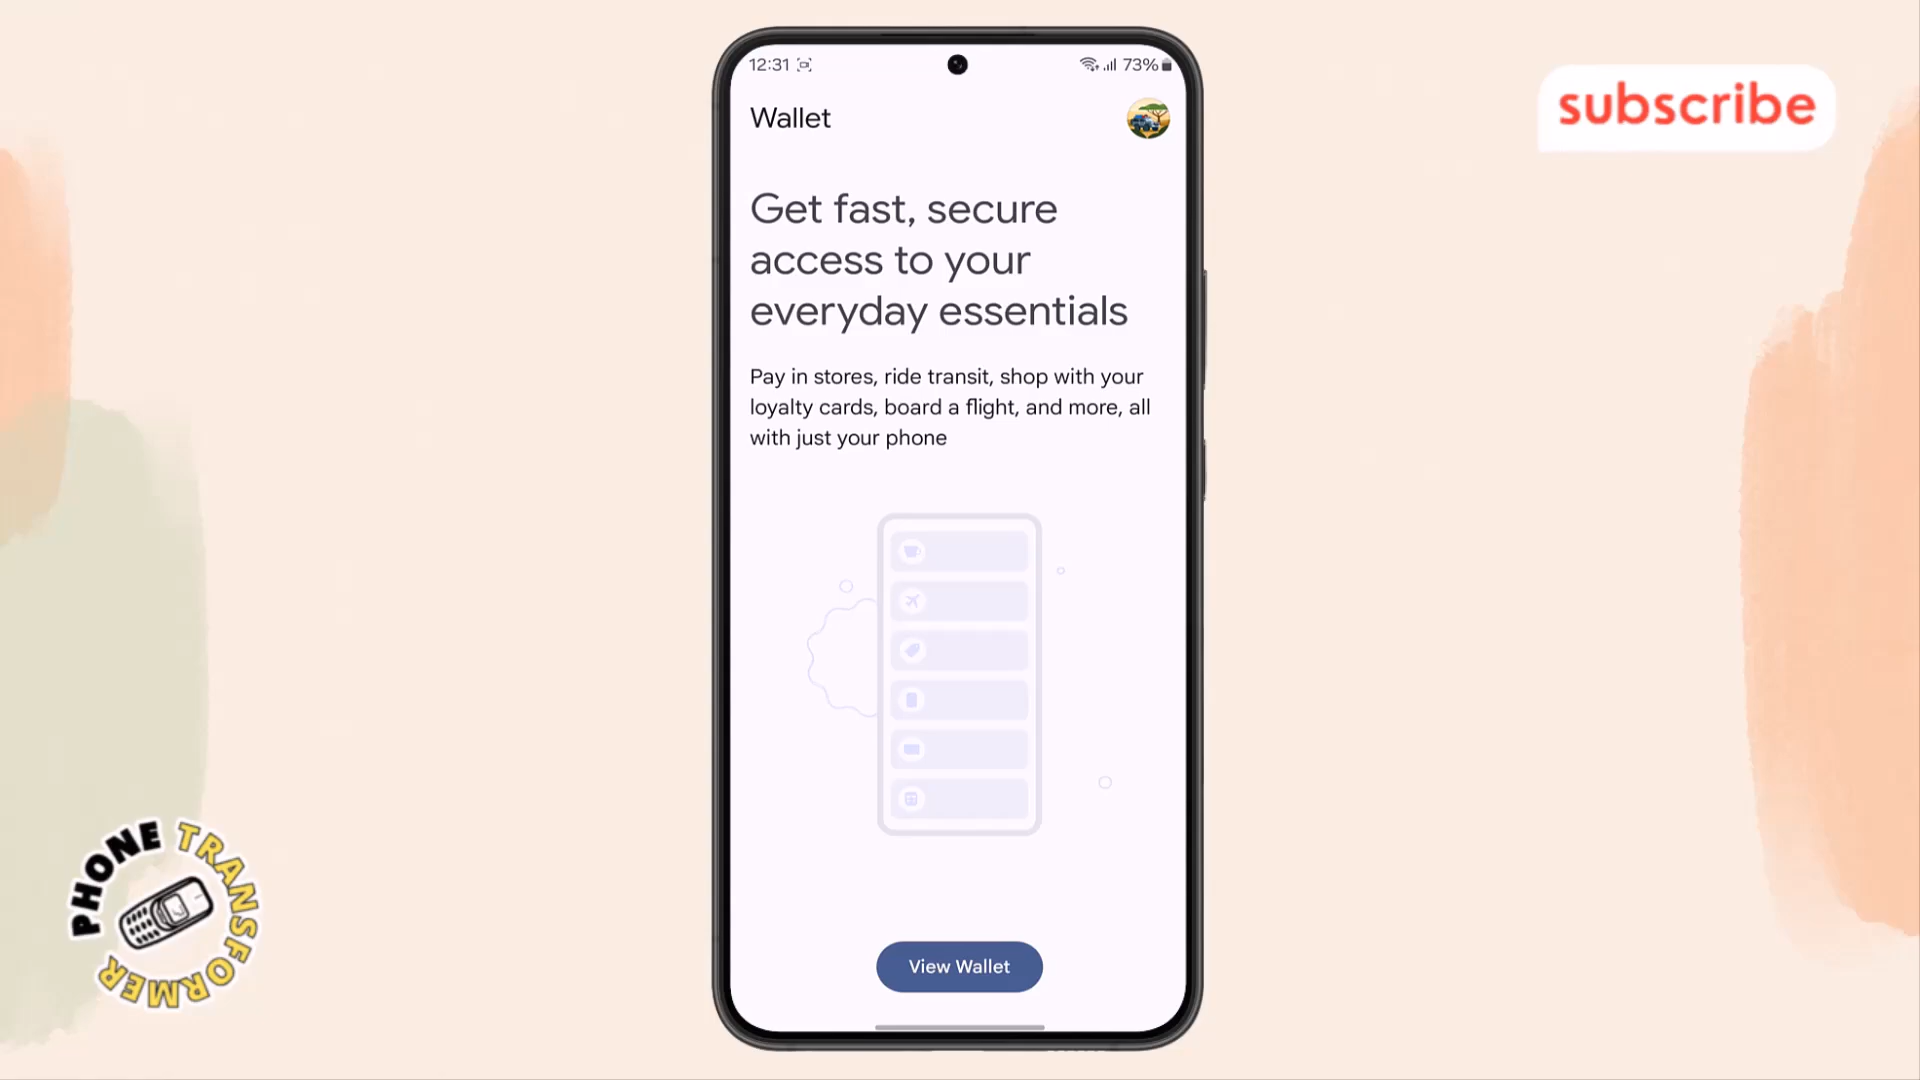 12:31
73%
Wallet
Get fast, secure
access to your
everyday essentials
Pay in stores, ride transit, shop with your
loyalty cards, board a flight, and more, all
with just your phone
View Wallet
subscribe
PHONE TRANSFORMER